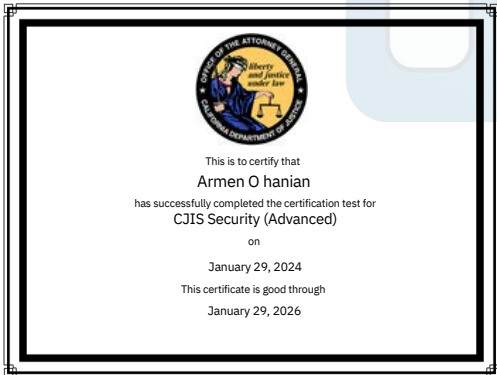 OFFICE OF THE ATTORNEY GENERAL
liberty
and justice
under law
CALIFORNIA DEPARTMENT OF JUSTICE
This is to certify that
Armen O hanian
has successfully completed the certification test for
CJIS Security (Advanced)
on
January 29, 2024
This certificate is good through
January 29, 2026